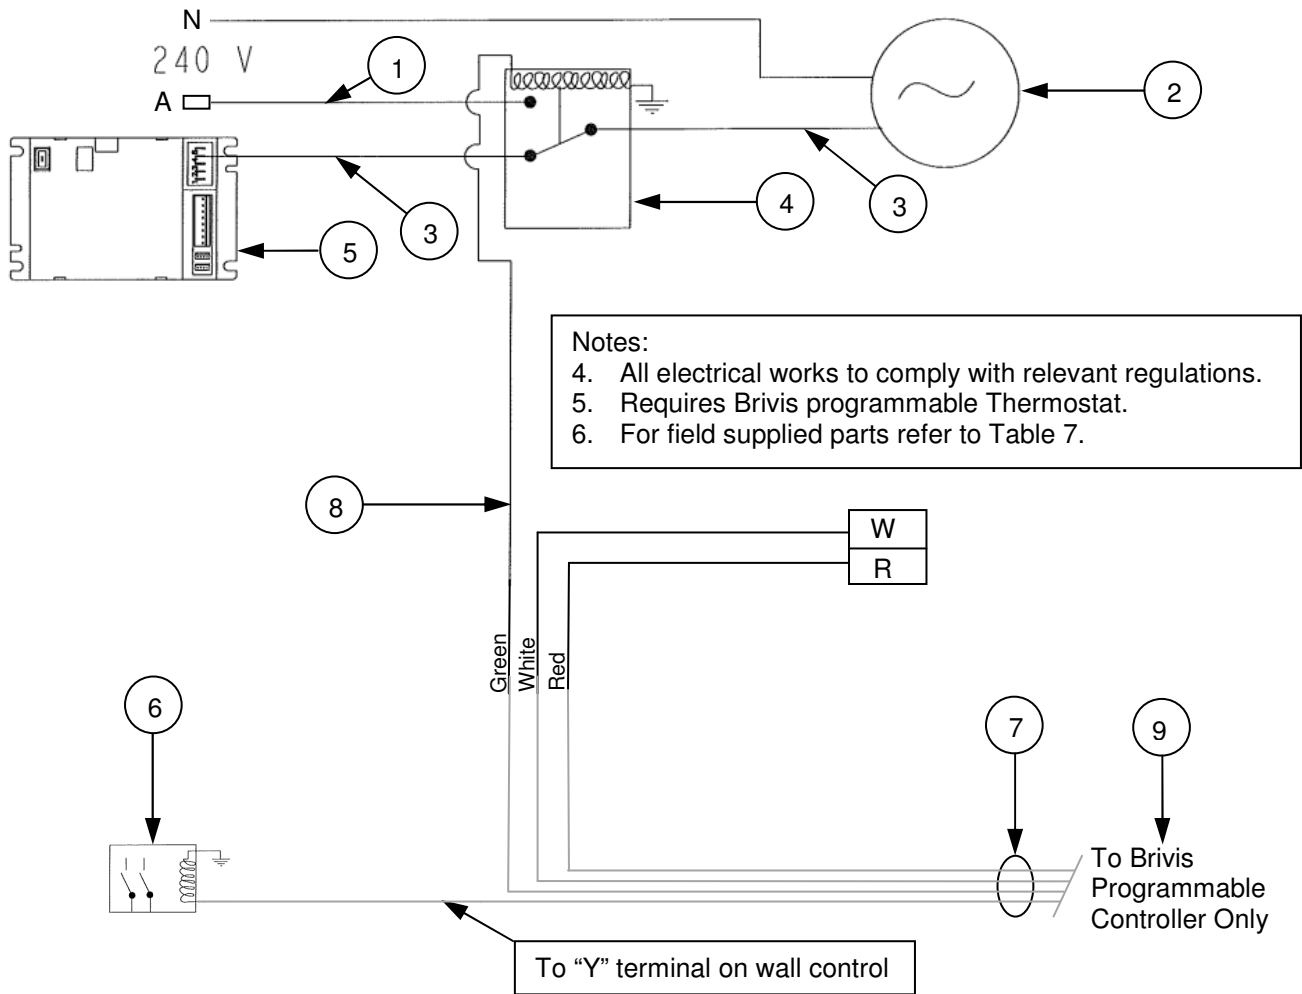 N
240 V
1
2
A
4
3
3
5
Notes:
4. All electrical works to comply with relevant regulations.
5. Requires Brivis programmable Thermostat.
6. For field supplied parts refer to Table 7.
8
W
R
Green
White
Red
6
7
9
To Brivis
Programmable
Controller Only
To “Y” terminal on wall control